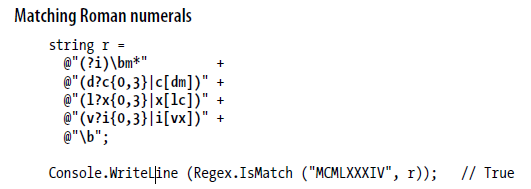 Matching Roman numerals
string r =
@"(?i)\bm*" +
@"(d?c{0,3}|c[dm])" +
@"(l?x{0,3}|x[lc])" +
@"(v?i{0,3}|i[vx])" +
@"\b";
Console.WriteLine (Regex.IsMatch ("MCMLXXXIV", r)); // True